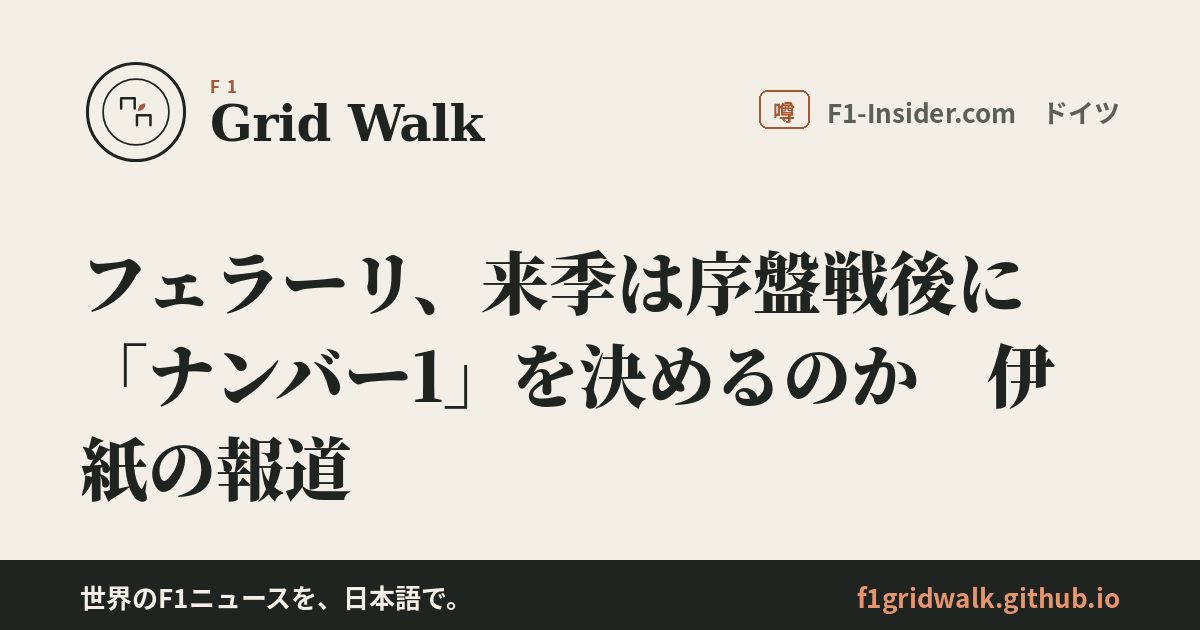 F1
Grid Walk
噂 F1-Insider.com ドイツ
フェラーリ、来季は序盤戦後に
「ナンバー1」を決めるのか　伊
紙の報道
世界のF1ニュースを、日本語で。
f1gridwalk.github.io